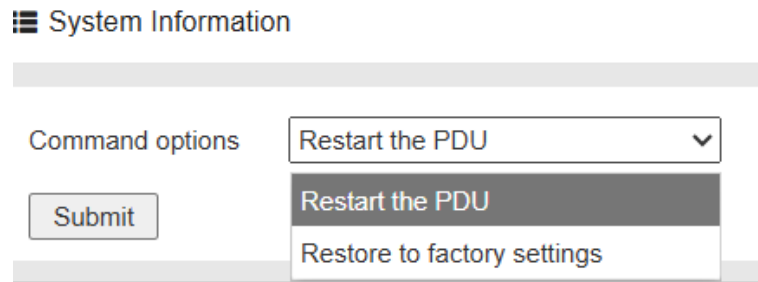 System Information
Command options Restart the PDU
Restart the PDU
Submit
Restore to factory settings